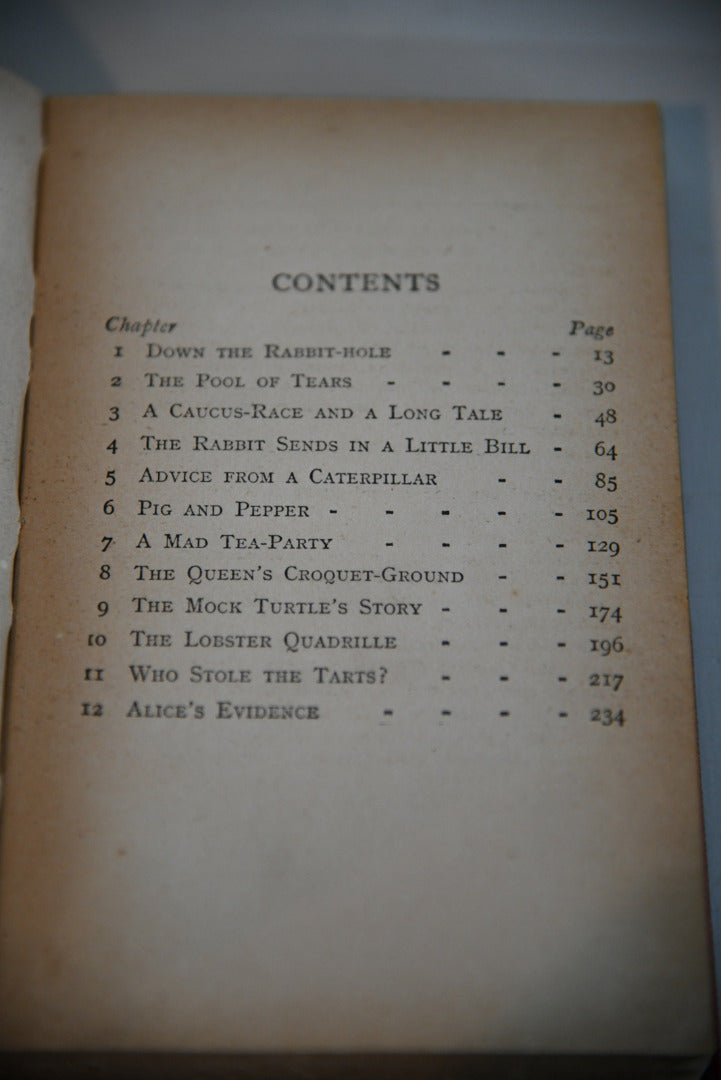 CONTENTS
Chapter Page
1 Down the Rabbit-hole - - - 13
2 The Pool of Tears - - - - 30
3 A Caucus-Race and a Long Tale - 48
4 The Rabbit Sends in a Little Bill - 64
5 Advice from a Caterpillar - - 85
6 Pig and Pepper - - - - - 105
7 A Mad Tea-Party - - - - 129
8 The Queen's Croquet-Ground - - 151
9 The Mock Turtle's Story - - - 174
10 The Lobster Quadrille - - - 196
11 Who Stole the Tarts? - - - 217
12 Alice's Evidence - - - - 234